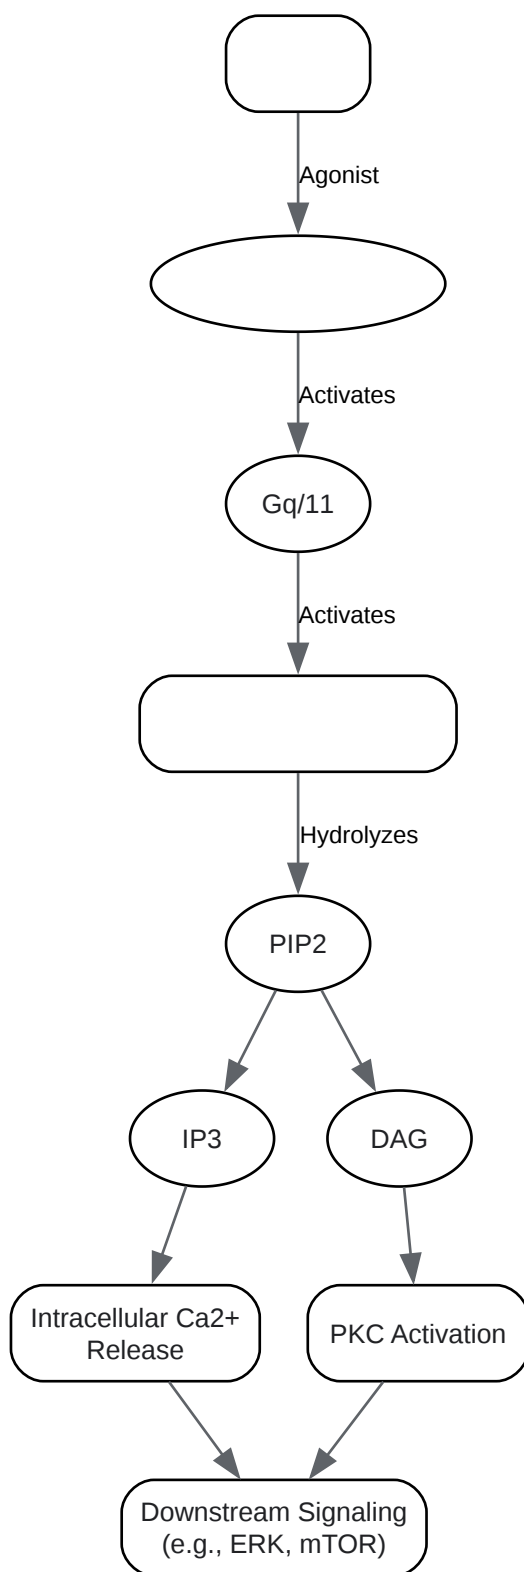 Agonist
Activates
Gq/11
Activates
Hydrolyzes
PIP2
IP3
DAG
Intracellular Ca2+
Release
PKC Activation
Downstream Signaling
(e.g., ERK, mTOR)